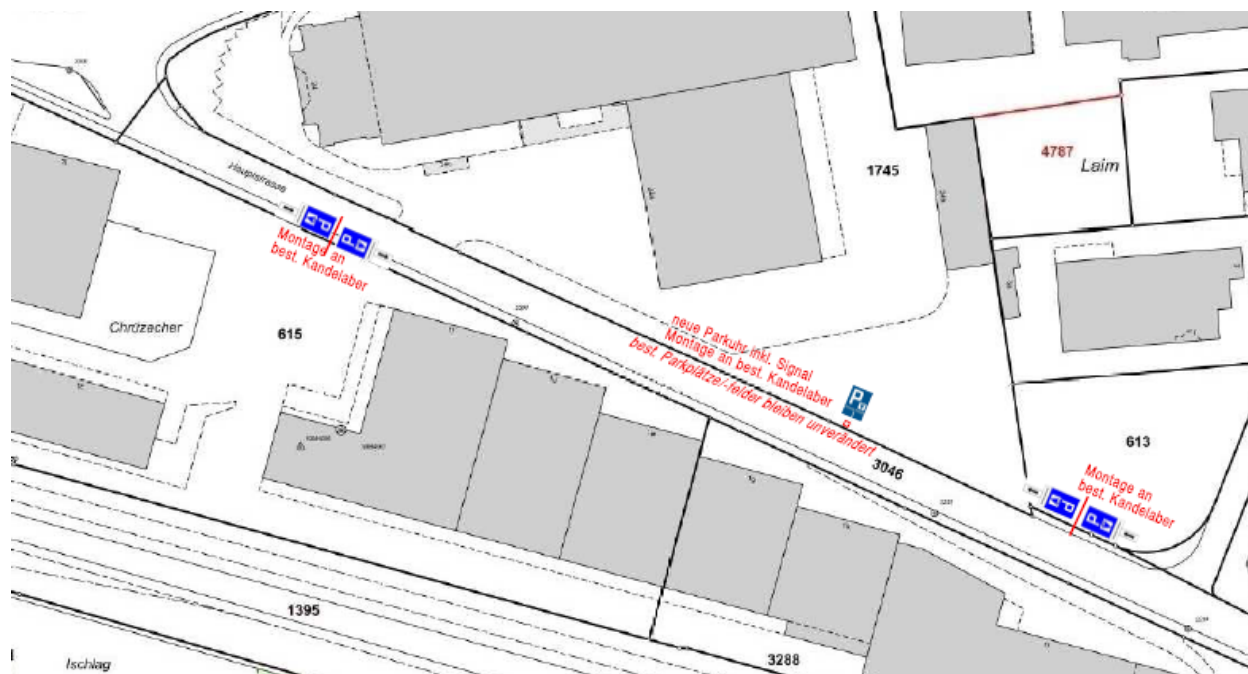 Hauptstrasse
4787
Laim
1745
Montage an
best. Kandelaber
Chrüzacher
615
neue Parkuhr inkl. Signal
Montage an best. Kandelaber
best. Parkplätze/-felder bleiben unverändert
P
3046
613
Montage an
best. Kandelaber
1395
3288
Ischlag